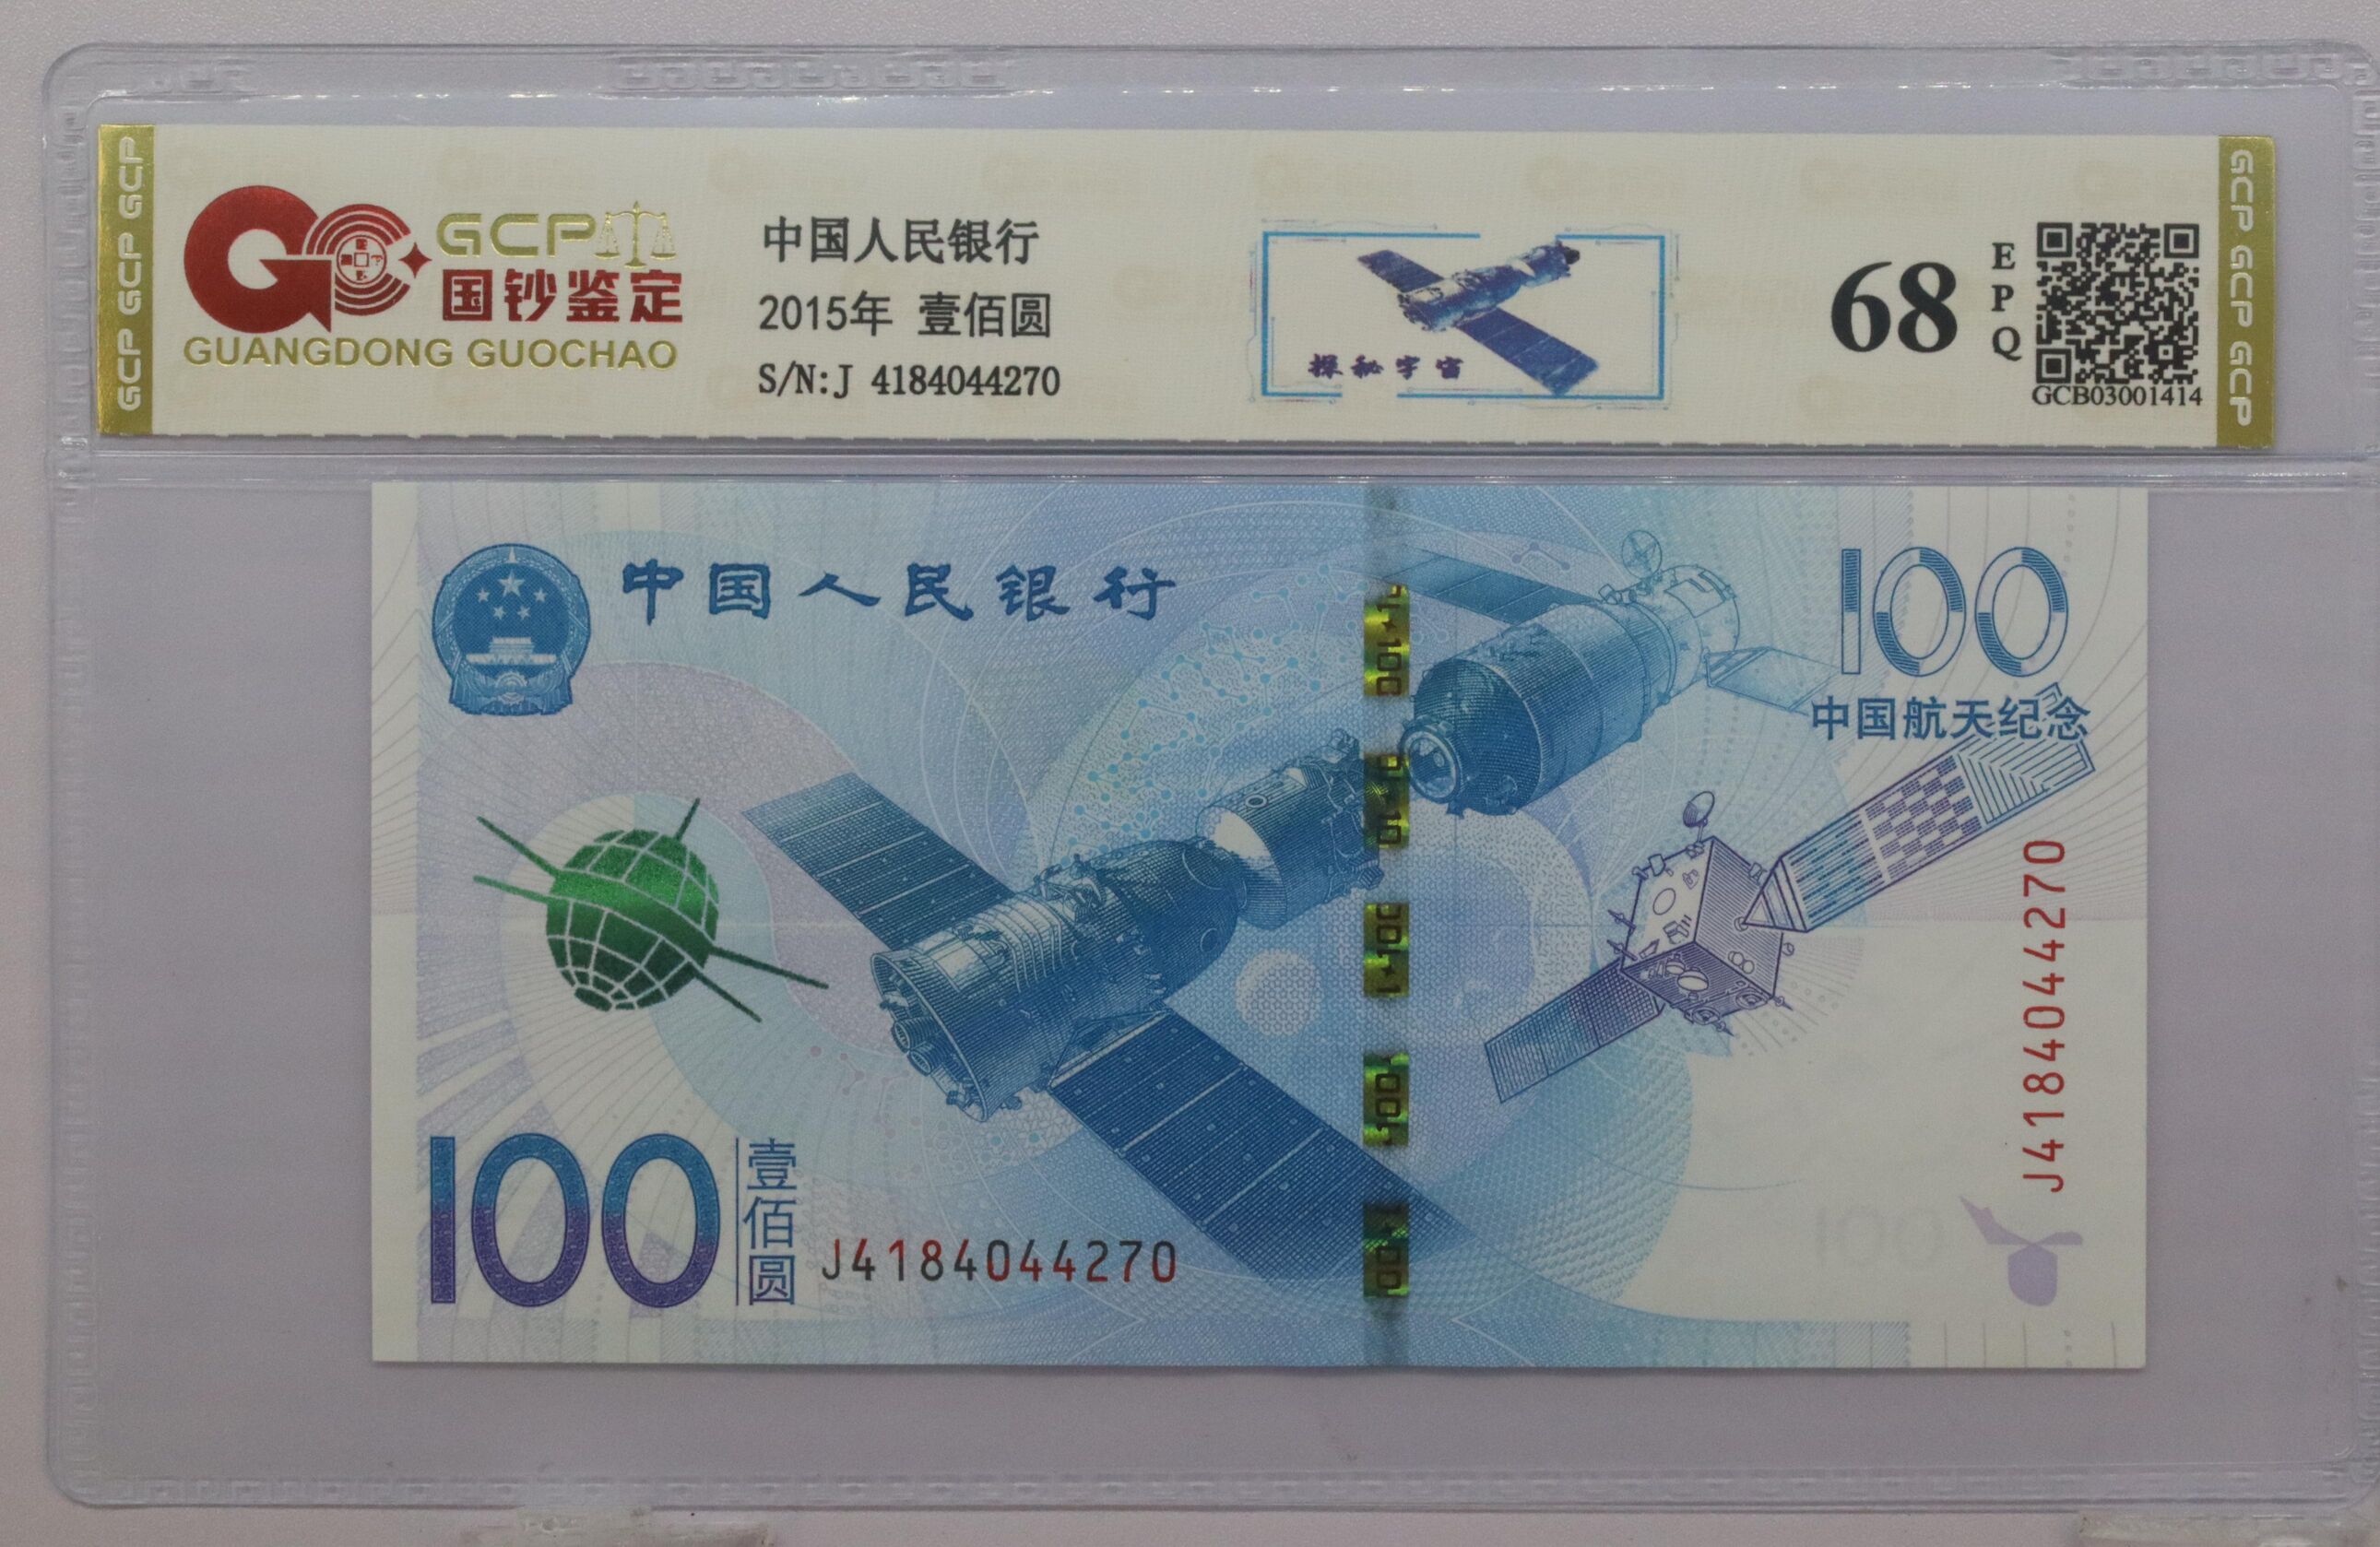 GCP GCP GCP
GCP
国钞鉴定
GUANGDONG GUOCHAO
中国人民银行
2015年 壹佰圆
S/N:J 4184044270
探秘宇宙
68
EPQ
GCB03001414
GCP GCP GCP GCP
中国人民银行
100
中国航天纪念
J4184044270
100
壹佰圆
J4184044270